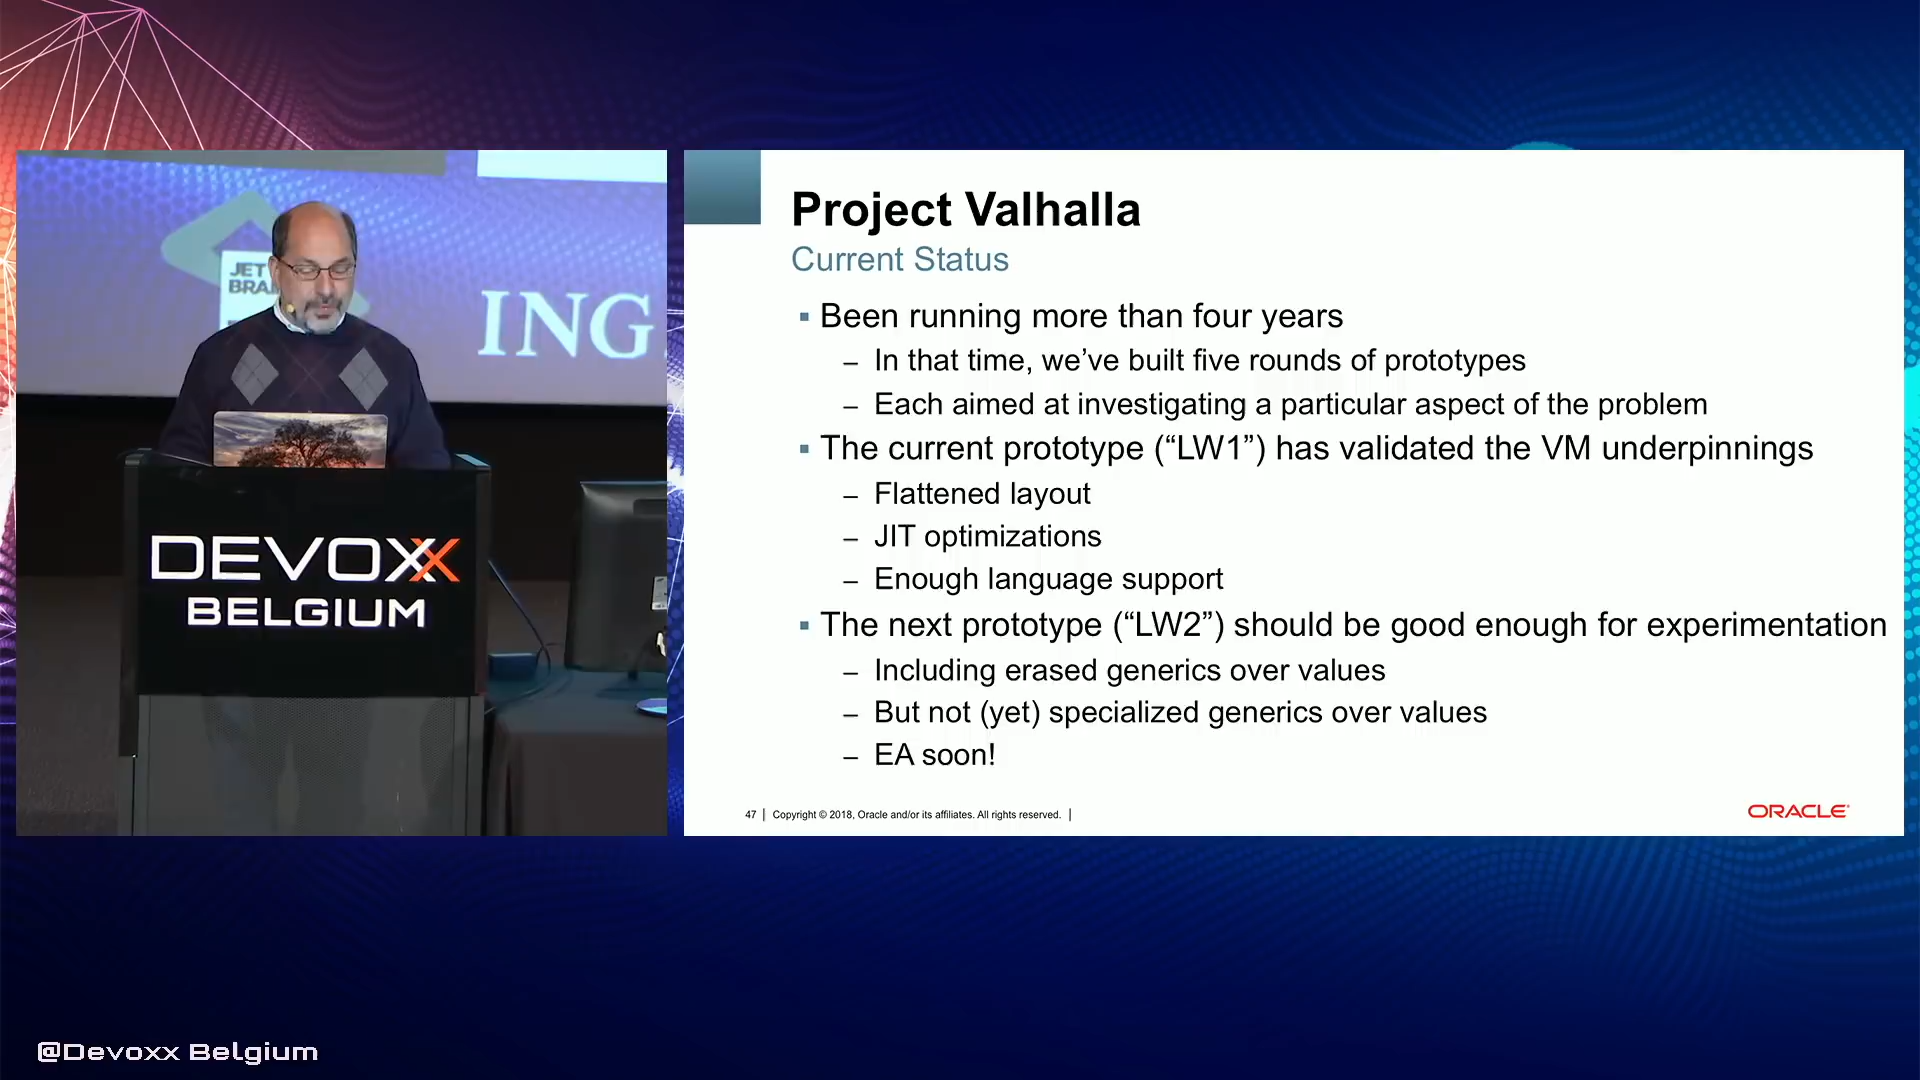 JET
BRAI
ING
DEVOXX
BELGIUM
Project Valhalla
Current Status
▪ Been running more than four years
– In that time, we’ve built five rounds of prototypes
– Each aimed at investigating a particular aspect of the problem
▪ The current prototype (“LW1”) has validated the VM underpinnings
– Flattened layout
– JIT optimizations
– Enough language support
▪ The next prototype (“LW2”) should be good enough for experimentation
– Including erased generics over values
– But not (yet) specialized generics over values
– EA soon!
47 | Copyright © 2018, Oracle and/or its affiliates. All rights reserved. |
ORACLE
@Devoxx Belgium